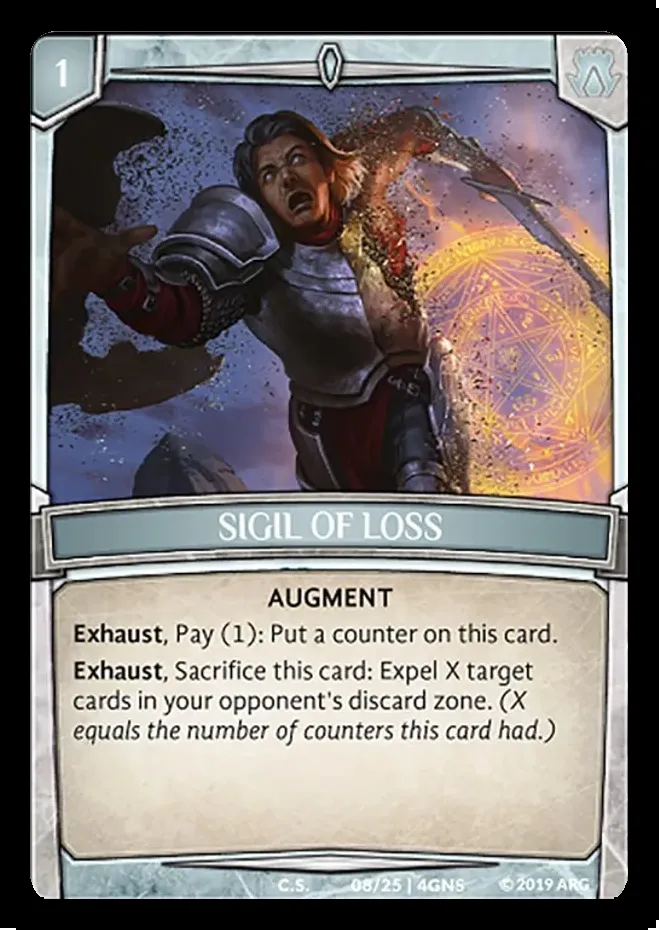 1
SIGIL OF LOSS
AUGMENT
Exhaust, Pay (1): Put a counter on this card.
Exhaust, Sacrifice this card: Expel X target
cards in your opponent's discard zone. (X
equals the number of counters this card had.)
C.S. 08/25 | 4GNS © 2019 ARG